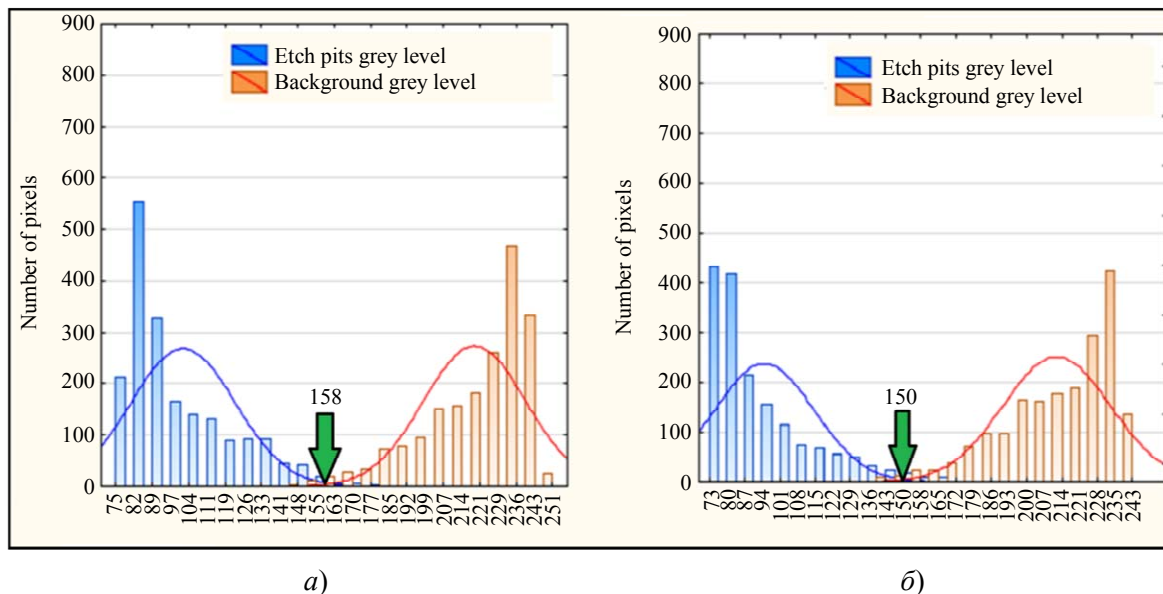 900
800
700
600
500
400
300
200
100
0
Number of pixels
Etch pits grey level
Background grey level
158
75 82 89 97 104 111 119 126 133 141 148 155 163 170 177 185 192 199 207 214 221 229 236 243 251
а)
900
800
700
600
500
400
300
200
100
0
Number of pixels
Etch pits grey level
Background grey level
150
73 80 87 94 101 108 115 122 129 136 143 150 158 165 172 179 186 193 200 207 214 221 228 235 243
б)